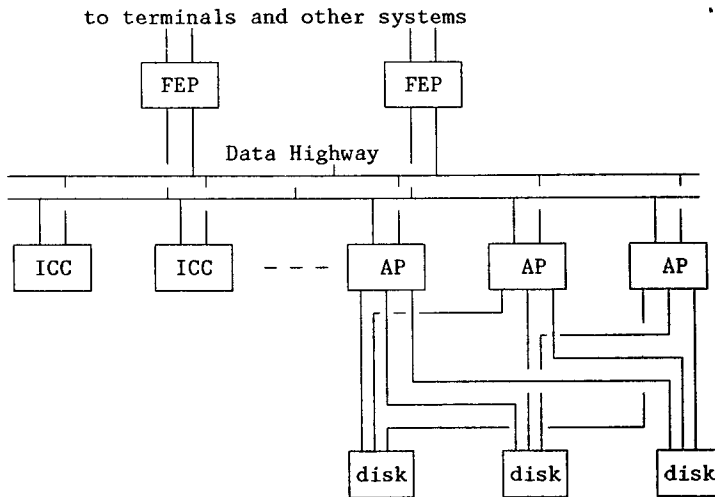 to terminals and other systems
FEP FEP
Data Highway
ICC ICC AP AP AP
disk disk disk